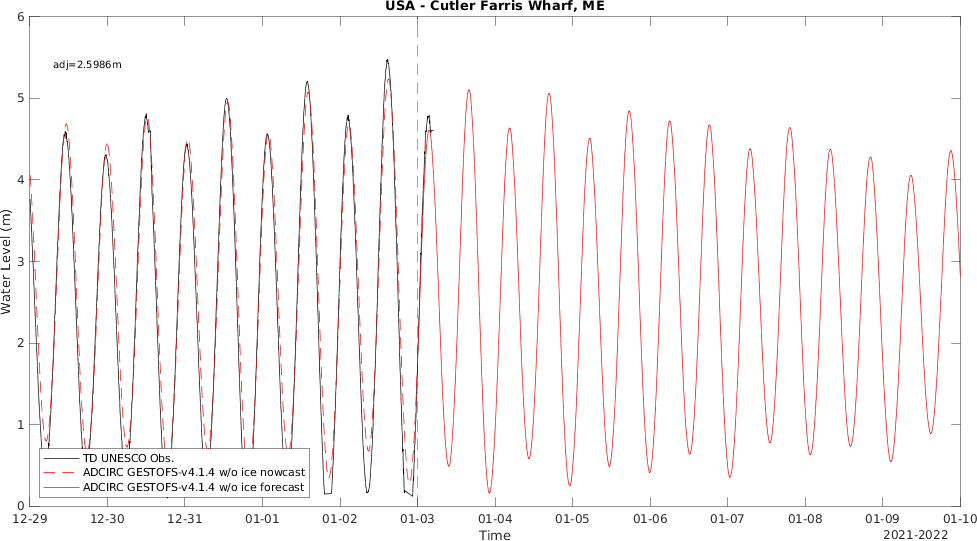 USA - Cutler Farris Wharf, ME
6
adj=2.5986m
5
4
3
2
1
0
Water Level (m)
TD UNESCO Obs.
ADCIRC GESTOFS-v4.1.4 w/o ice nowcast
ADCIRC GESTOFS-v4.1.4 w/o ice forecast
12-29 12-30 12-31 01-01 01-02 01-03 01-04 01-05 01-06 01-07 01-08 01-09 01-10
Time
2021-2022